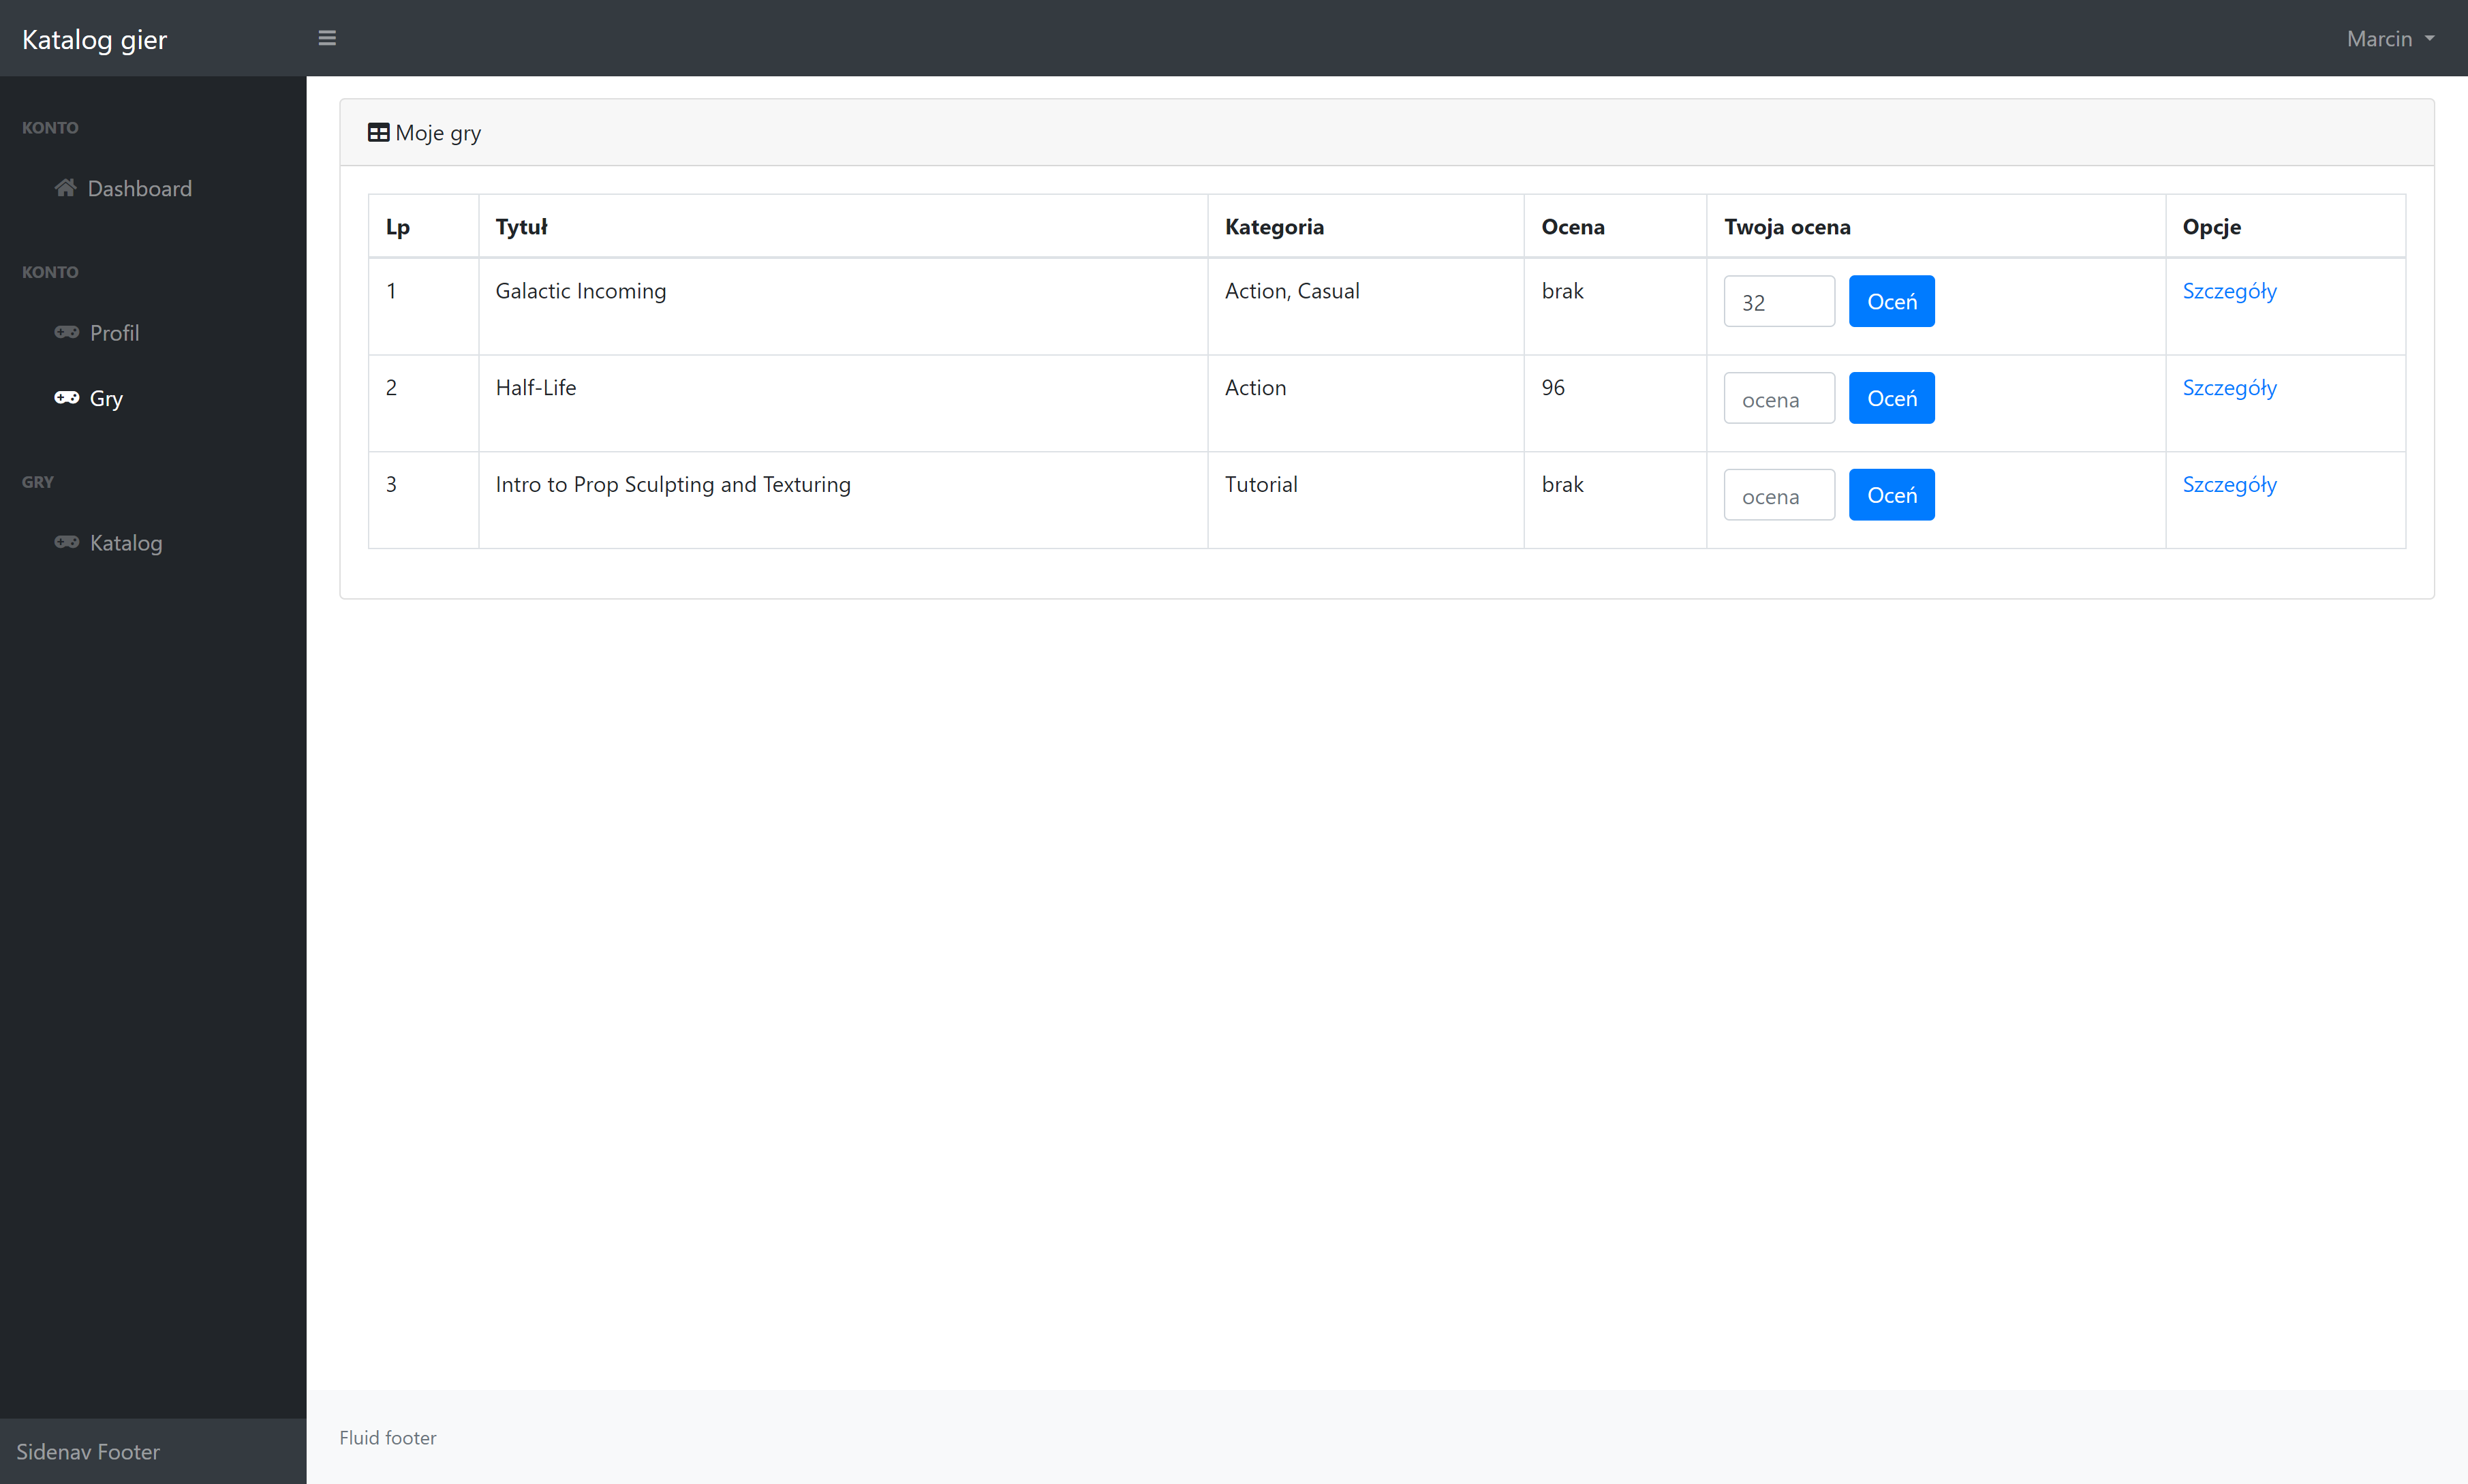 Katalog gier
Marcin
KONTO
Dashboard
KONTO
Profil
Gry
GRY
Katalog
Sidenav Footer
Moje gry
Lp Tytuł Kategoria Ocena Twoja ocena Opcje
1 Galactic Incoming Action, Casual brak 32 Oceń Szczegóły
2 Half-Life Action 96 ocena Oceń Szczegóły
3 Intro to Prop Sculpting and Texturing Tutorial brak ocena Oceń Szczegóły
Fluid footer